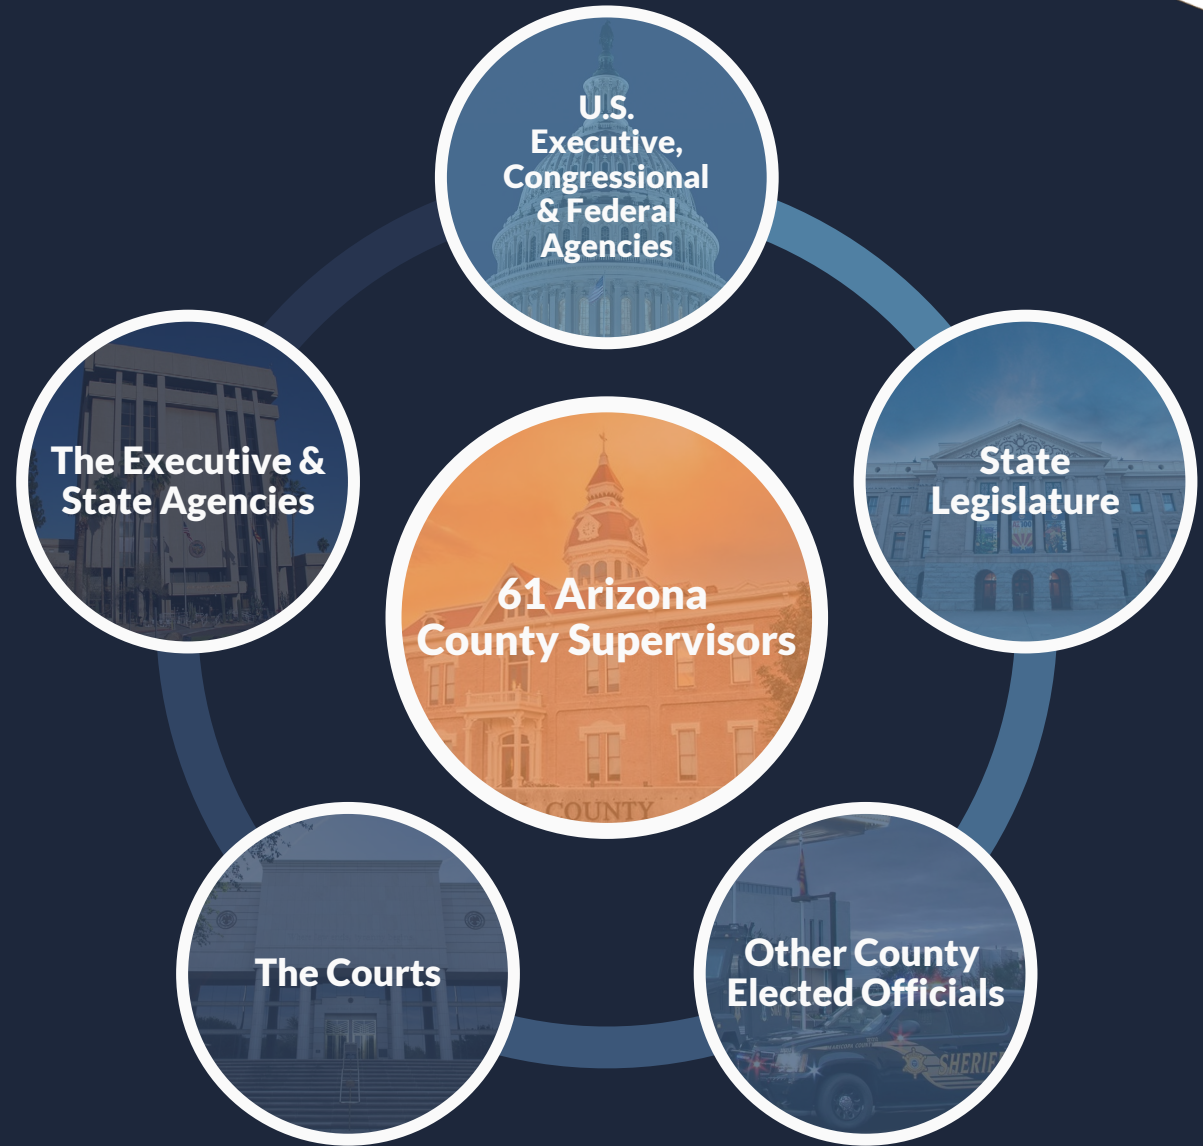 U.S.
Executive,
Congressional
& Federal
Agencies
The Executive &
State Agencies
State
Legislature
61 Arizona
County Supervisors
COUNTY
The Courts
Other County
Elected Officials
SHERIF